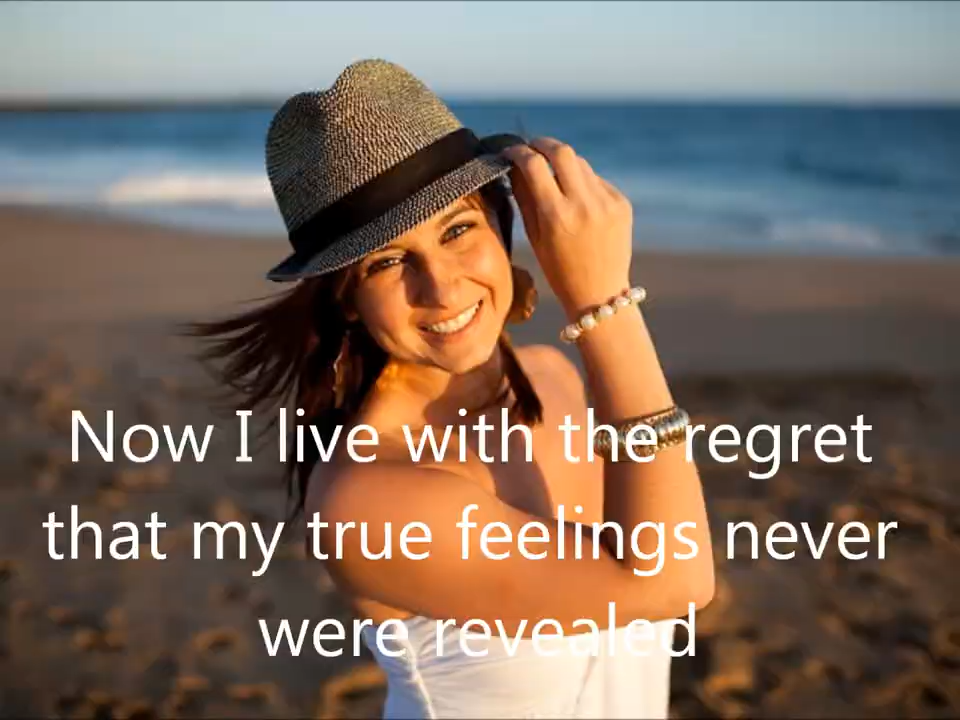 Now I live with the regret
that my true feelings never
were revealed